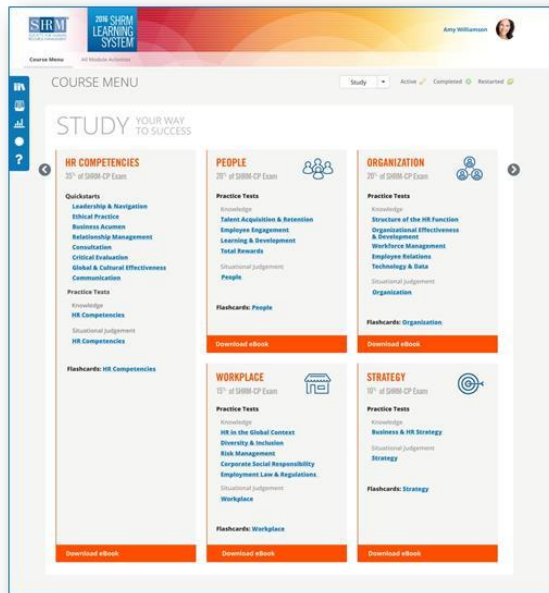 SHRM
SOCIETY FOR HUMAN
RESOURCE MANAGEMENT
2016 SHRM
LEARNING
SYSTEM
Amy Williamson
Course Menu
All Module Activities
COURSE MENU
Study
Active
Completed
Restarted
?
STUDY YOUR WAY
TO SUCCESS
HR COMPETENCIES
35% of SHRM-CP Exam
Quickstarts
Leadership & Navigation
Ethical Practice
Business Acumen
Relationship Management
Consultation
Critical Evaluation
Global & Cultural Effectiveness
Communication
Practice Tests
Knowledge
HR Competencies
Situational Judgement
HR Competencies
Flashcards: HR Competencies
Download eBook
PEOPLE
20% of SHRM-CP Exam
Practice Tests
Knowledge
Talent Acquisition & Retention
Employee Engagement
Learning & Development
Total Rewards
Situational Judgement
People
Flashcards: People
Download eBook
ORGANIZATION
20% of SHRM-CP Exam
Practice Tests
Knowledge
Structure of the HR Function
Organizational Effectiveness
& Development
Workforce Management
Employee Relations
Technology & Data
Situational Judgement
Organization
Flashcards: Organization
Download eBook
WORKPLACE
15% of SHRM-CP Exam
Practice Tests
Knowledge
HR in the Global Context
Diversity & Inclusion
Risk Management
Corporate Social Responsibility
Employment Law & Regulations
Situational Judgement
Workplace
Flashcards: Workplace
Download eBook
STRATEGY
10% of SHRM-CP Exam
Practice Tests
Knowledge
Business & HR Strategy
Situational Judgement
Strategy
Flashcards: Strategy
Download eBook